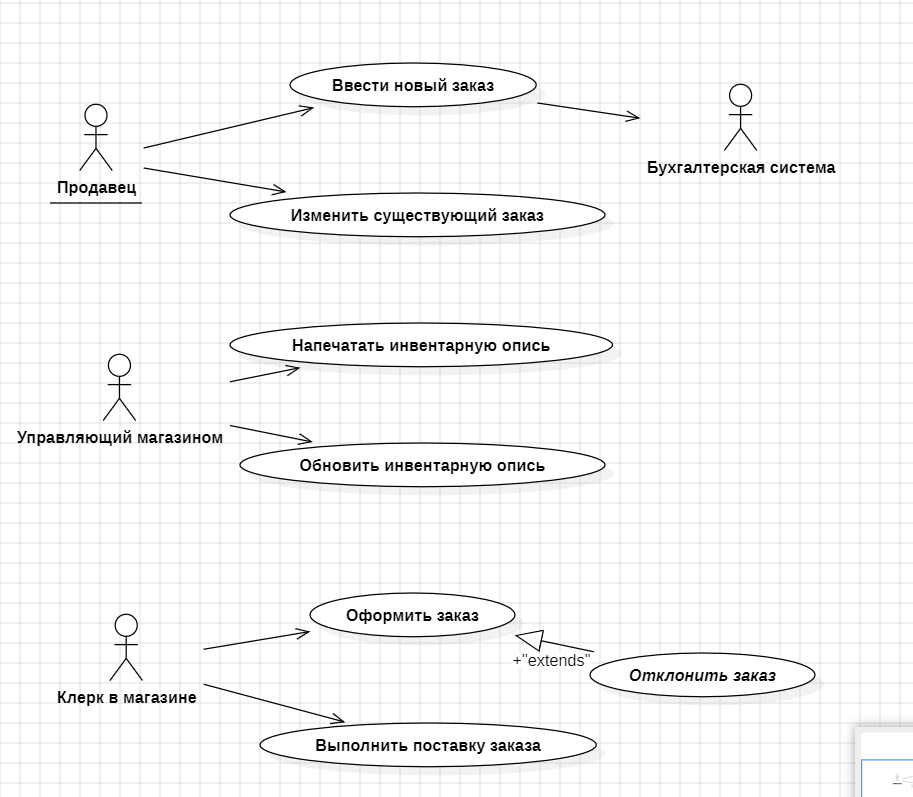 Ввести новый заказ
Продавец
Бухгалтерская система
Изменить существующий заказ
Напечатать инвентарную опись
Управляющий магазином
Обновить инвентарную опись
Оформить заказ
+"extends"
Отклонить заказ
Клерк в магазине
Выполнить поставку заказа